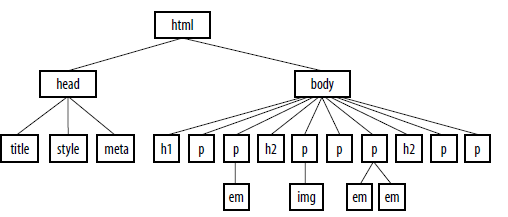 html
head body
title style meta h1 p p h2 p p p h2 p p
em img em em